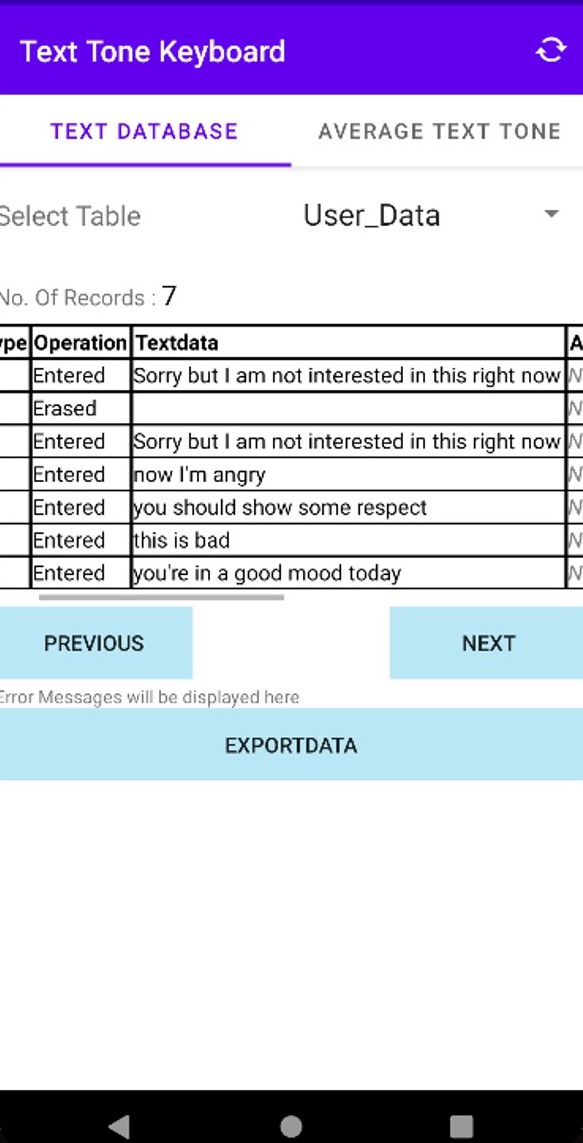 Text Tone Keyboard
TEXT DATABASE AVERAGE TEXT TONE
Select Table User_Data
No. Of Records : 7
ype Operation Textdata A
Entered Sorry but I am not interested in this right now N
Erased N
Entered Sorry but I am not interested in this right now N
Entered now I'm angry N
Entered you should show some respect N
Entered this is bad N
Entered you're in a good mood today N
PREVIOUS NEXT
Error Messages will be displayed here
EXPORTDATA